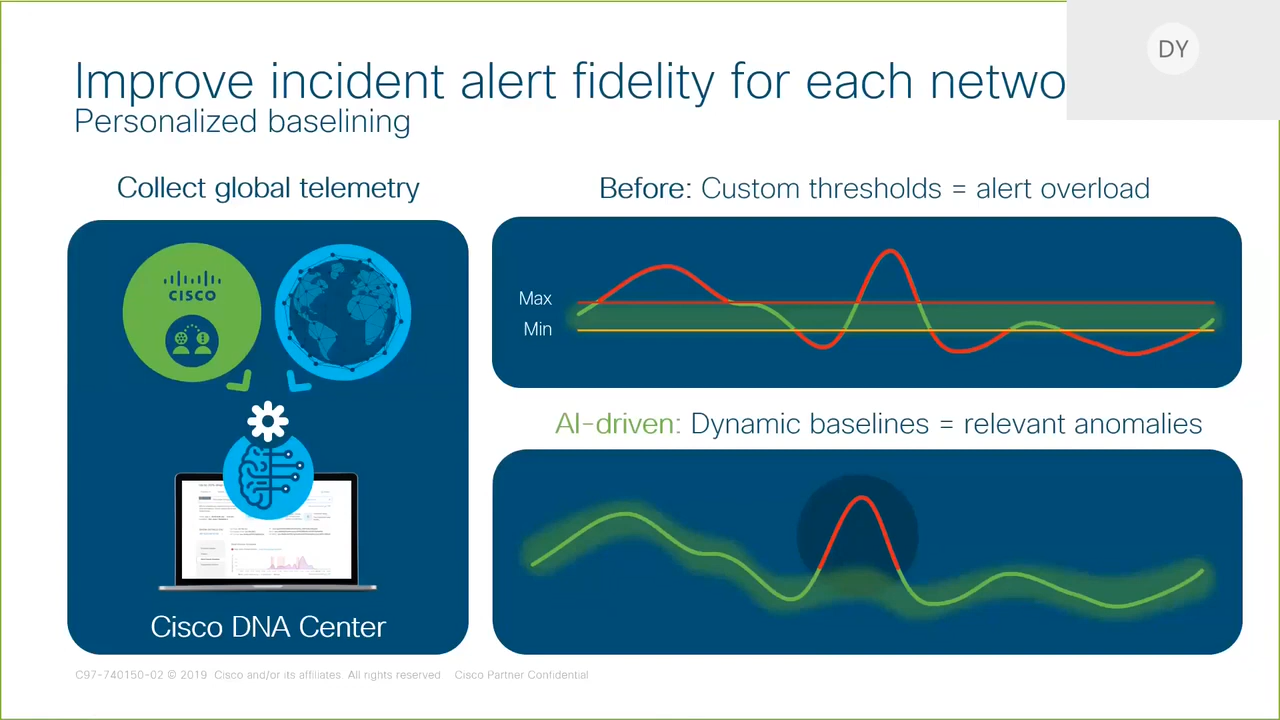 DY
Improve incident alert fidelity for each netwo
Personalized baselining
Collect global telemetry
CISCO
Cisco DNA Center
Before: Custom thresholds = alert overload
Max
Min
AI-driven: Dynamic baselines = relevant anomalies
C97-740150-02 © 2019 Cisco and/or its affiliates. All rights reserved Cisco Partner Confidential